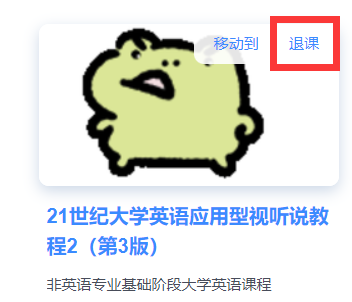 移动到 退课
21世纪大学英语应用型视听说教
程2（第3版）
非英语专业基础阶段大学英语课程